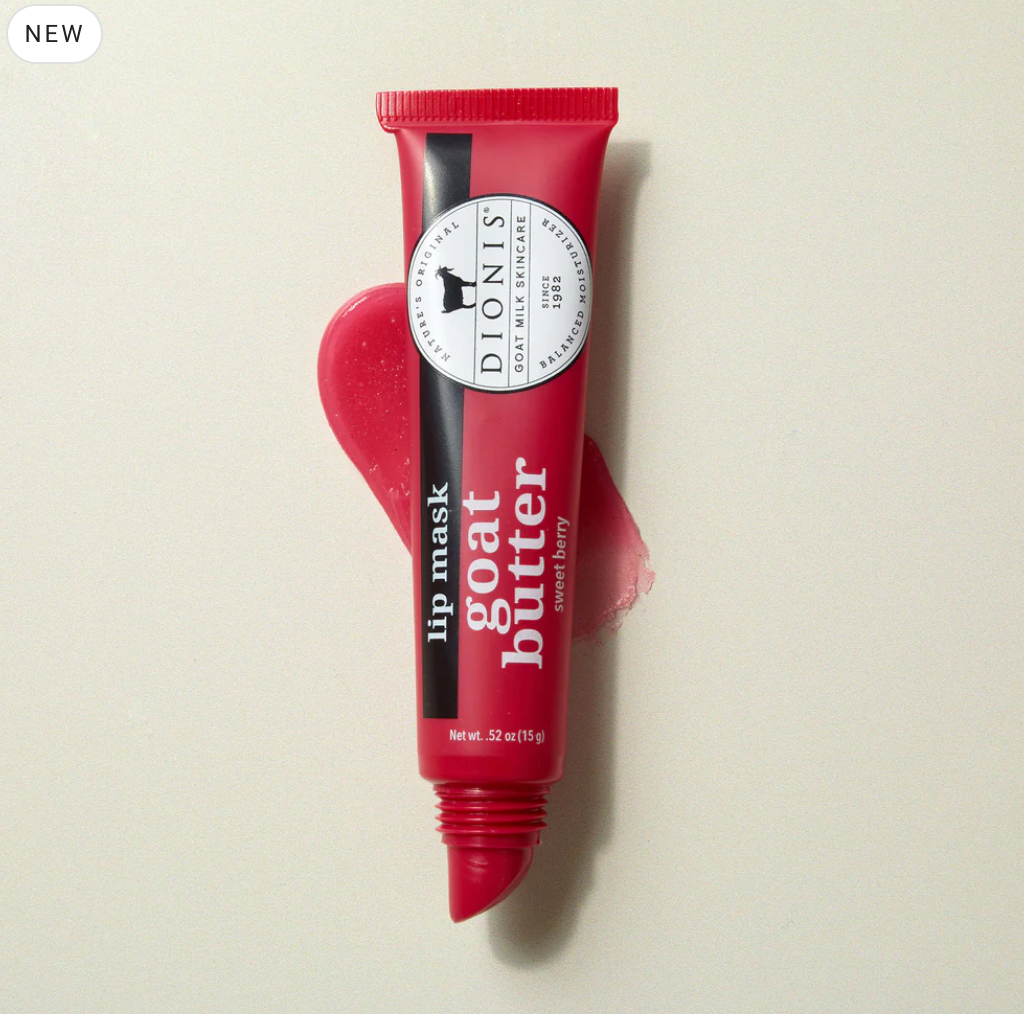 NEW
NATURE'S ORIGINAL
DIONIS®
GOAT MILK SKINCARE
SINCE
1982
BALANCED MOISTURIZER
lip mask
goat
butter
sweet berry
Net wt. .52 oz (15 g)